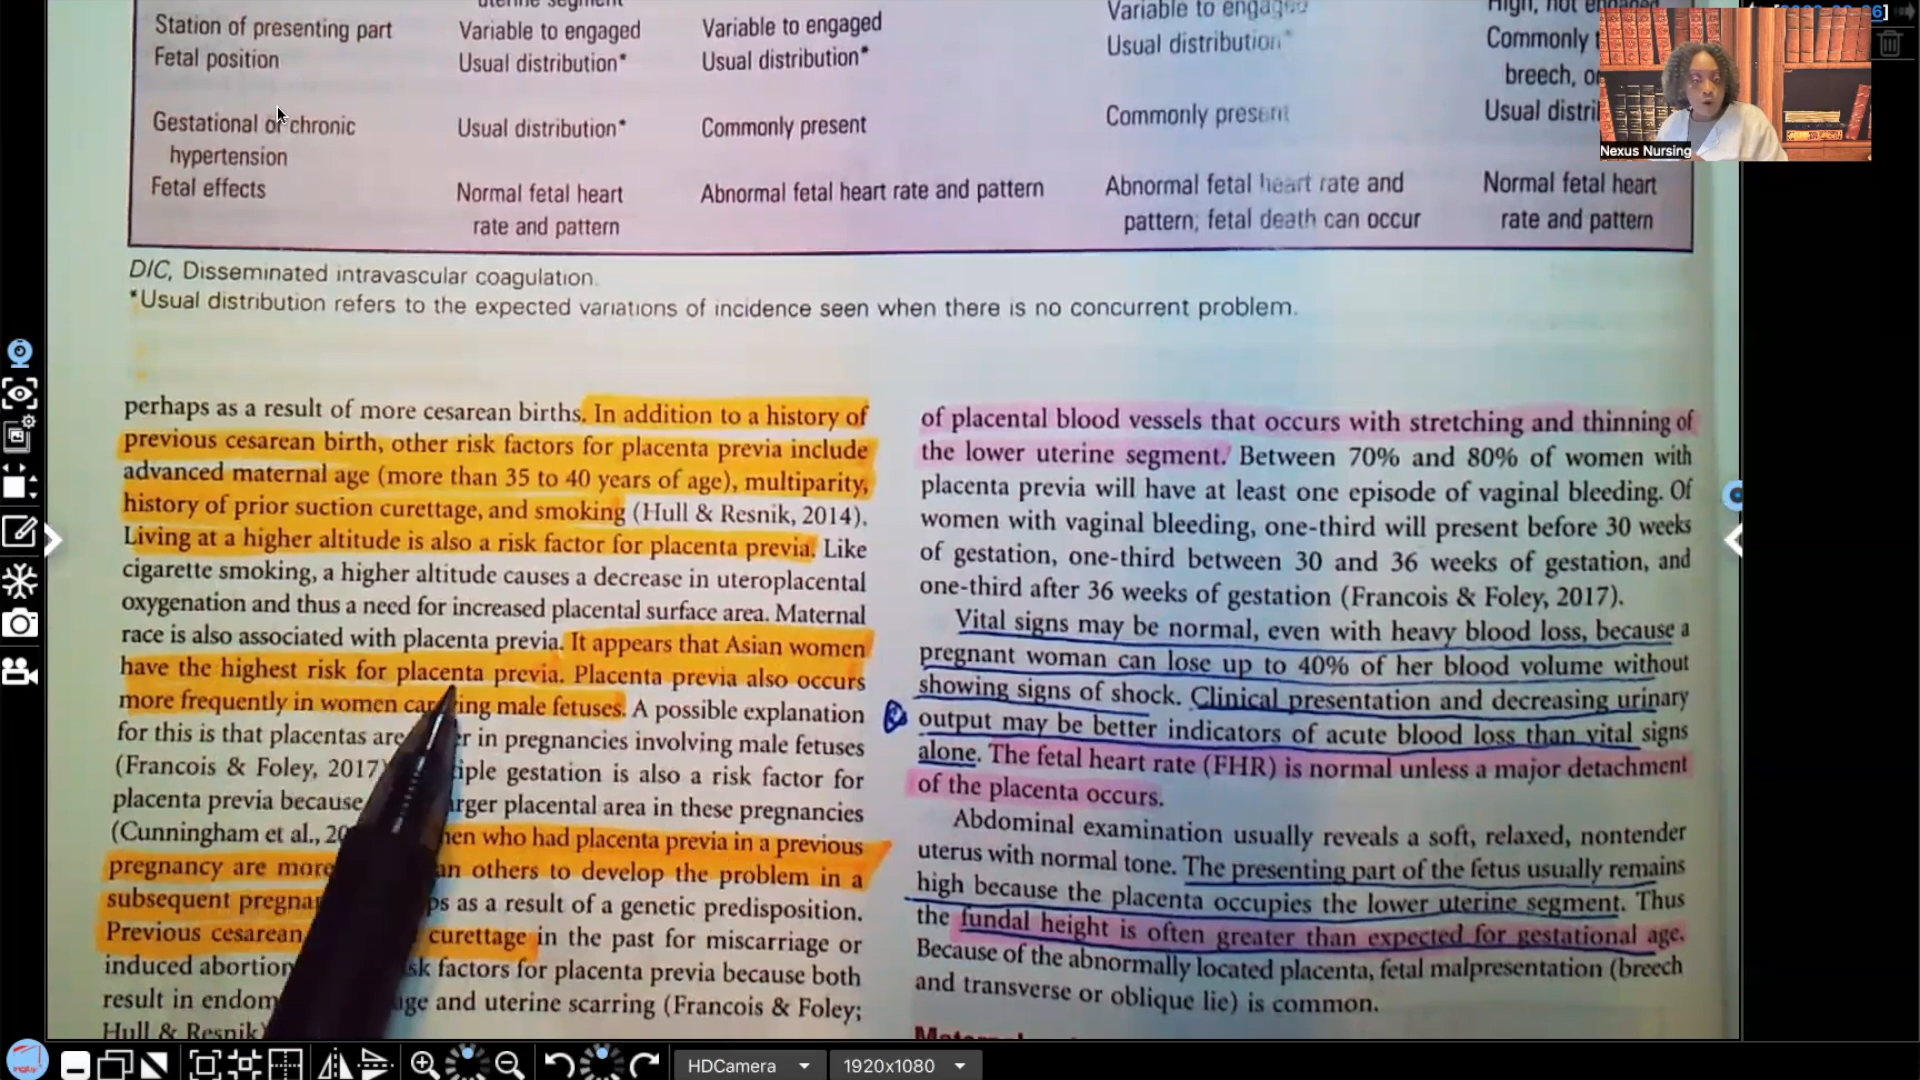 uterine segment
Station of presenting part Variable to engaged Variable to engaged Variable to engaged High, not engaged
Fetal position Usual distribution* Usual distribution* Usual distribution* Commonly
breech, or
Gestational or chronic Usual distribution* Commonly present Commonly present Usual
hypertension
Fetal effects Normal fetal heart Abnormal fetal heart rate and pattern Abnormal fetal heart rate and Normal fetal heart
rate and pattern pattern; fetal death can occur rate and pattern
DIC, Disseminated intravascular coagulation.
*Usual distribution refers to the expected variations of incidence seen when there is no concurrent problem.
perhaps as a result of more cesarean births. In addition to a history of
previous cesarean birth, other risk factors for placenta previa include
advanced maternal age (more than 35 to 40 years of age), multiparity,
history of prior suction curettage, and smoking (Hull & Resnik, 2014).
Living at a higher altitude is also a risk factor for placenta previa. Like
cigarette smoking, a higher altitude causes a decrease in uteroplacental
oxygenation and thus a need for increased placental surface area. Maternal
race is also associated with placenta previa. It appears that Asian women
have the highest risk for placenta previa. Placenta previa also occurs
more frequently in women carrying male fetuses. A possible explanation
for this is that placentas are in pregnancies involving male fetuses
(Francois & Foley, 2017) gestation is also a risk factor for
placenta previa because placental area in these pregnancies
(Cunningham et al., who had placenta previa in a previous
pregnancy are more others to develop the problem in a
subsequent as a result of a genetic predisposition.
Previous cesarean curettage in the past for miscarriage or
induced factors for placenta previa because both
result in and uterine scarring (Francois & Foley;
Hull & Resnik)
of placental blood vessels that occurs with stretching and thinning of
the lower uterine segment. Between 70% and 80% of women with
placenta previa will have at least one episode of vaginal bleeding. Of
women with vaginal bleeding, one-third will present before 30 weeks
of gestation, one-third between 30 and 36 weeks of gestation, and
one-third after 36 weeks of gestation (Francois & Foley, 2017).
Vital signs may be normal, even with heavy blood loss, because a
pregnant woman can lose up to 40% of her blood volume without
showing signs of shock. Clinical presentation and decreasing urinary
output may be better indicators of acute blood loss than vital signs
alone. The fetal heart rate (FHR) is normal unless a major detachment
of the placenta occurs.
Abdominal examination usually reveals a soft, relaxed, nontender
uterus with normal tone. The presenting part of the fetus usually remains
high because the placenta occupies the lower uterine segment. Thus
the fundal height is often greater than expected for gestational age.
Because of the abnormally located placenta, fetal malpresentation (breech
and transverse or oblique lie) is common.
Nexus Nursing
HDCamera
1920x1080